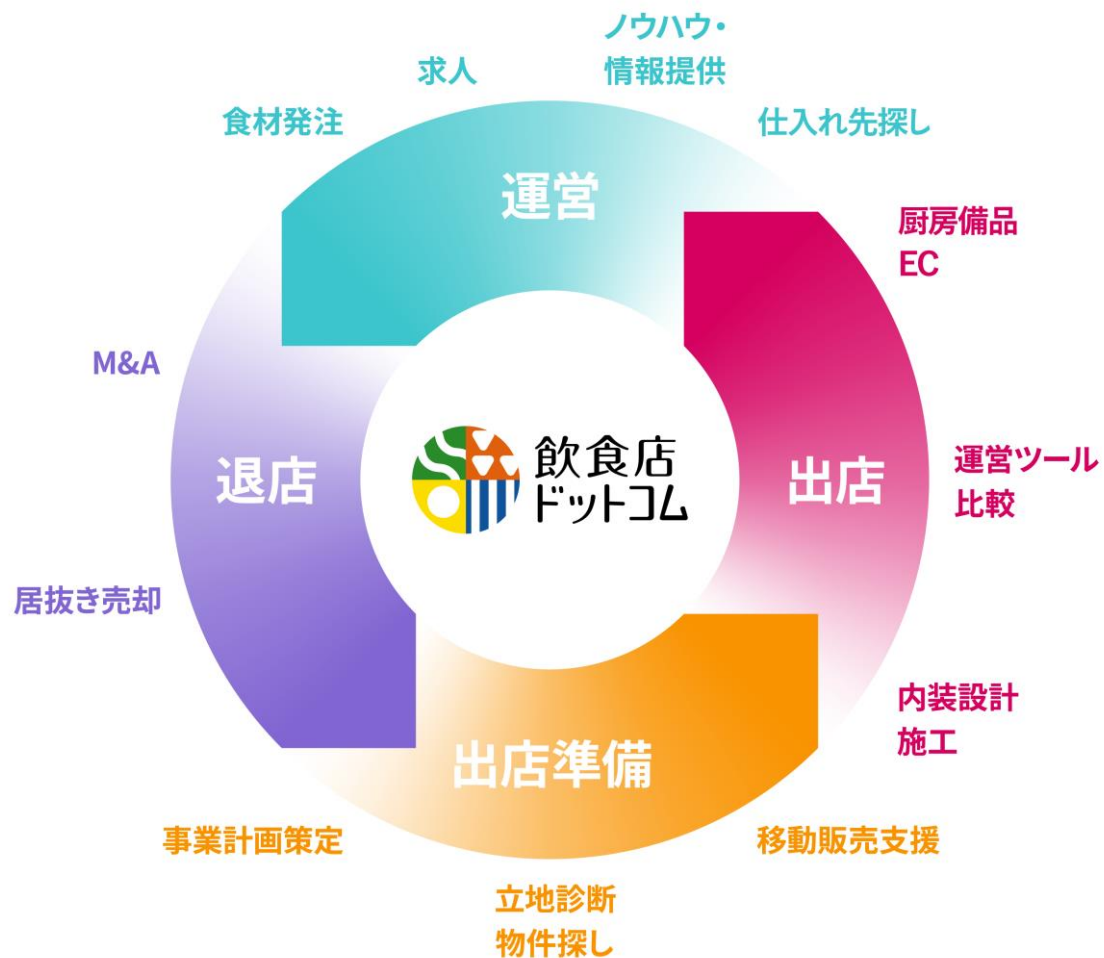 ノウハウ・
情報提供
求人
食材発注
仕入れ先探し
運営
厨房備品
EC
M&A
退店
飲食店
ドットコム
出店
運営ツール
比較
居抜き売却
内装設計
施工
出店準備
事業計画策定
移動販売支援
立地診断
物件探し